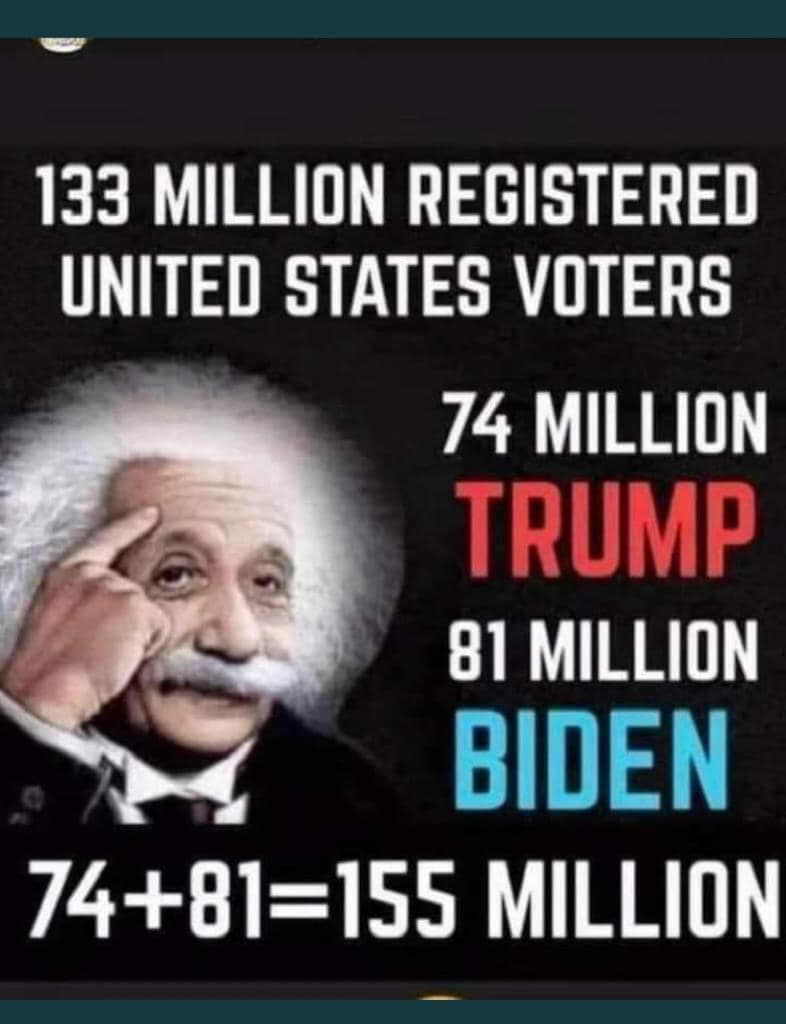 133 MILLION REGISTERED
UNITED STATES VOTERS
74 MILLION
TRUMP
81 MILLION
BIDEN
74+81=155 MILLION